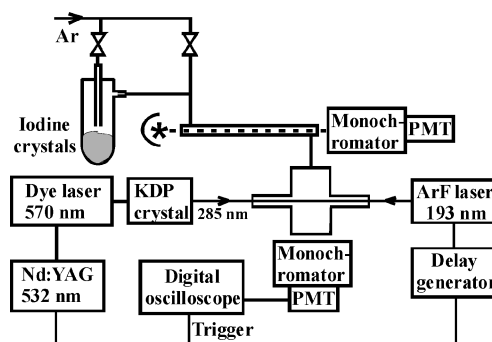 Ar
Iodine
crystals
Monoch-
romator
PMT
Dye laser
570 nm
KDP
crystal
285 nm
ArF laser
193 nm
Nd:YAG
532 nm
Digital
oscilloscope
Monoch-
romator
PMT
Delay
generator
Trigger